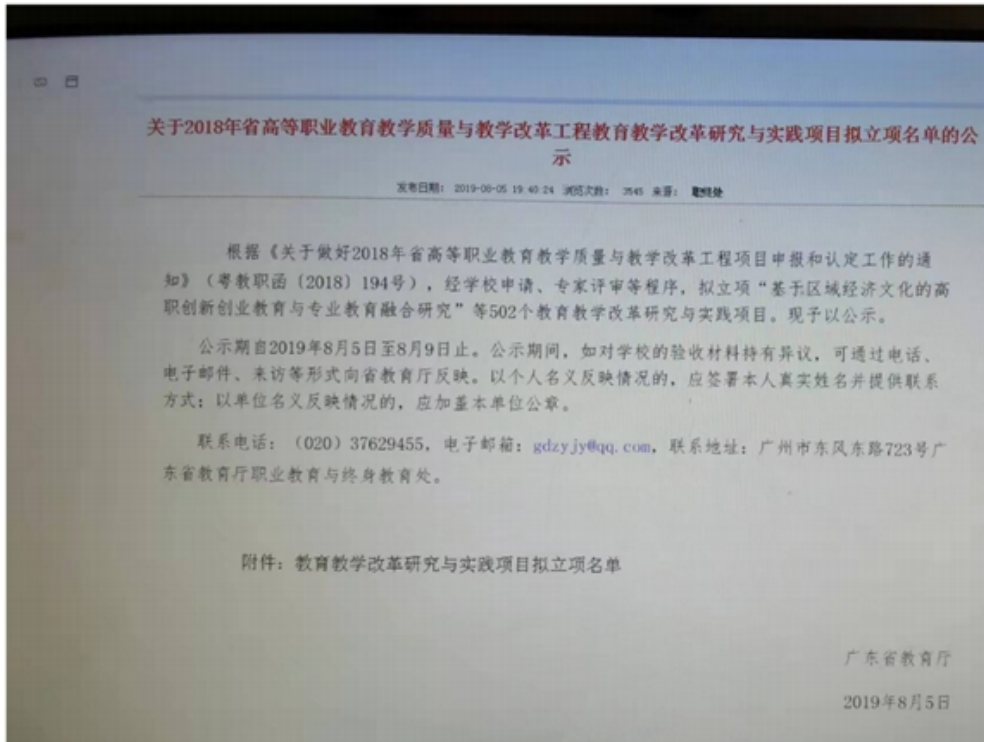 关于2018年省高等职业教育教学质量与教学改革工程教育教学改革研究与实践项目拟立项名单的公
示
发布日期： 2019-08-05 19:40:24 浏览次数： 3545 来源：
根据《关于做好2018年省高等职业教育教学质量与教学改革工程项目申报和认定工作的通
知》（粤教职函〔2018〕194号），经学校申请、专家评审等程序，拟立项“基于区域经济文化的高
职创新创业教育与专业教育融合研究”等502个教育教学改革研究与实践项目。现予以公示。
公示期自2019年8月5日至8月9日止。公示期间，如对学校的验收材料持有异议，可通过电话、
电子邮件、来访等形式向省教育厅反映。以个人名义反映情况的，应签署本人真实姓名并提供联系
方式；以单位名义反映情况的，应加盖本单位公章。
联系电话：（020）37629455，电子邮箱：gdzyjy@qq.com，联系地址：广州市东风东路723号广
东省教育厅职业教育与终身教育处。
附件：教育教学改革研究与实践项目拟立项名单
广东省教育厅
2019年8月5日